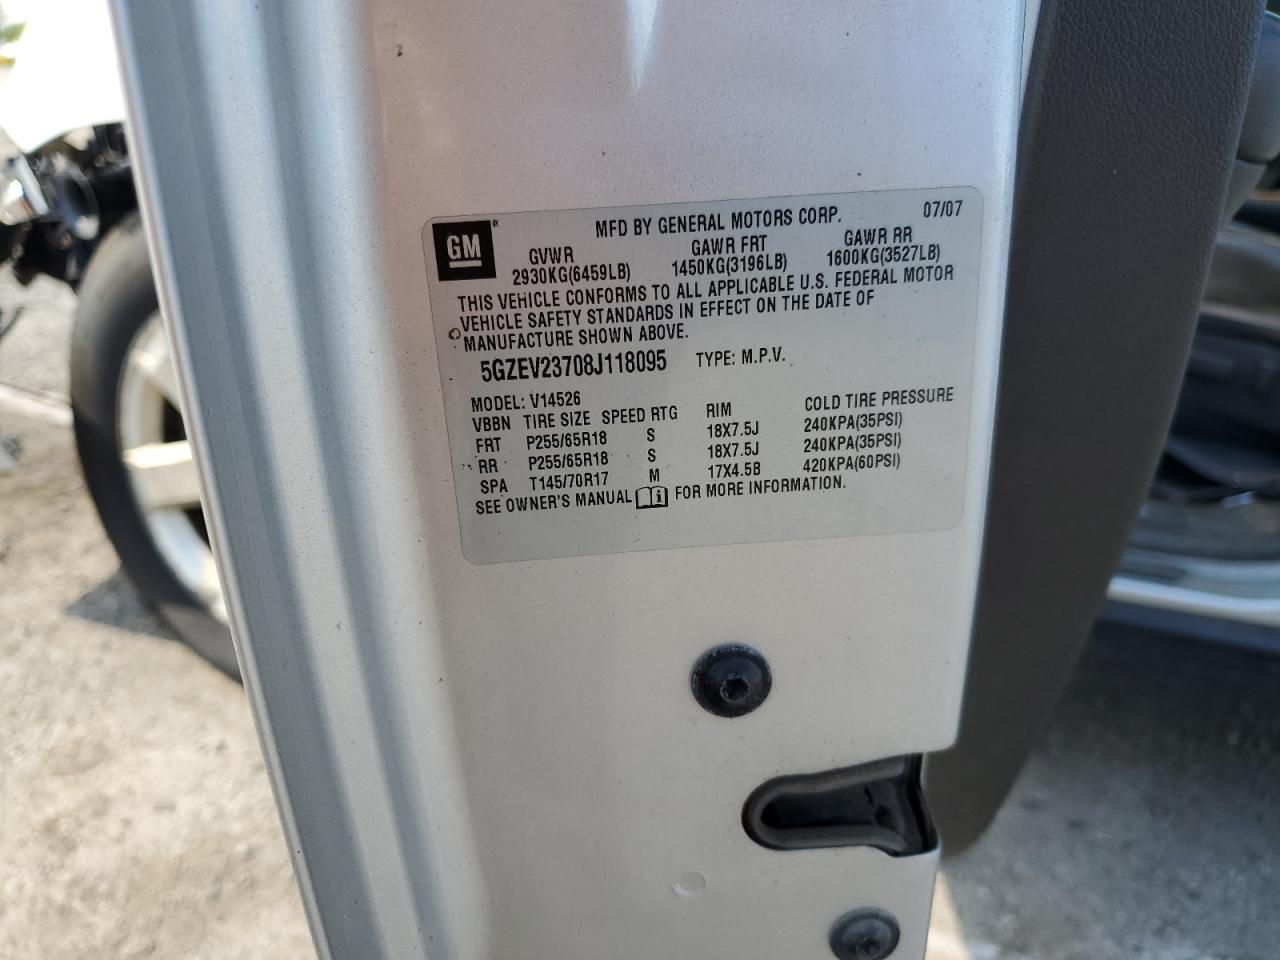 GM® MFD BY GENERAL MOTORS CORP. 07/07
GVWR GAWR FRT GAWR RR
2930KG(6459LB) 1450KG(3196LB) 1600KG(3527LB)
THIS VEHICLE CONFORMS TO ALL APPLICABLE U.S. FEDERAL MOTOR
VEHICLE SAFETY STANDARDS IN EFFECT ON THE DATE OF
MANUFACTURE SHOWN ABOVE.
5GZEV23708J118095 TYPE: M.P.V.
MODEL: V14526
VBBN TIRE SIZE SPEED RTG RIM COLD TIRE PRESSURE
FRT P255/65R18 S 18X7.5J 240KPA(35PSI)
RR P255/65R18 S 18X7.5J 240KPA(35PSI)
SPA T145/70R17 M 17X4.5B 420KPA(60PSI)
SEE OWNER'S MANUAL FOR MORE INFORMATION.